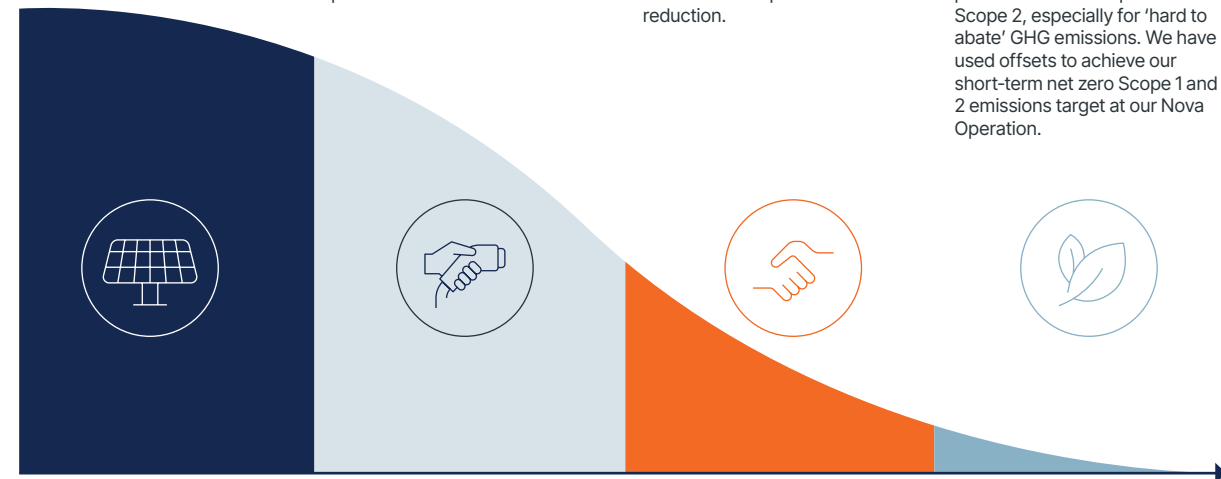 reduction.
Scope 2, especially for ‘hard to
abate’ GHG emissions. We have
used offsets to achieve our
short-term net zero Scope 1 and
2 emissions target at our Nova
Operation.